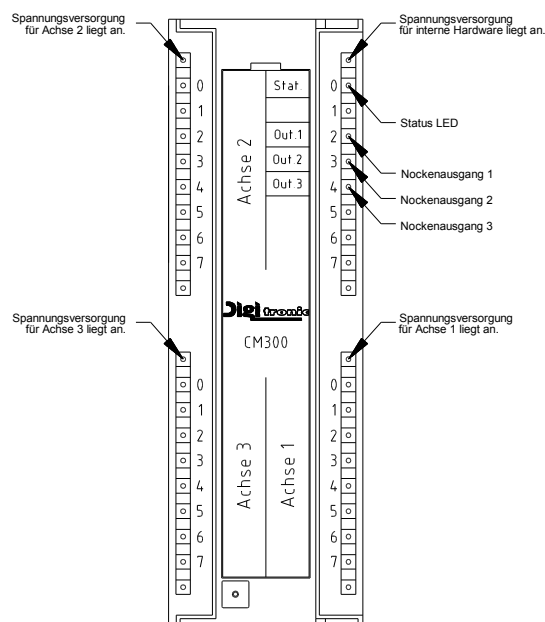 Spannungsversorgung
für Achse 2 liegt an.
Spannungsversorgung
für interne Hardware liegt an.
Status LED
Nockenausgang 1
Nockenausgang 2
Nockenausgang 3
0
1
2
3
4
5
6
7
Achse 2
Stat.
Out.1
Out.2
Out.3
0
1
2
3
4
5
6
7
Digitronic
CM300
Spannungsversorgung
für Achse 3 liegt an.
Spannungsversorgung
für Achse 1 liegt an.
0
1
2
3
4
5
6
7
Achse 3
Achse 1
0
1
2
3
4
5
6
7